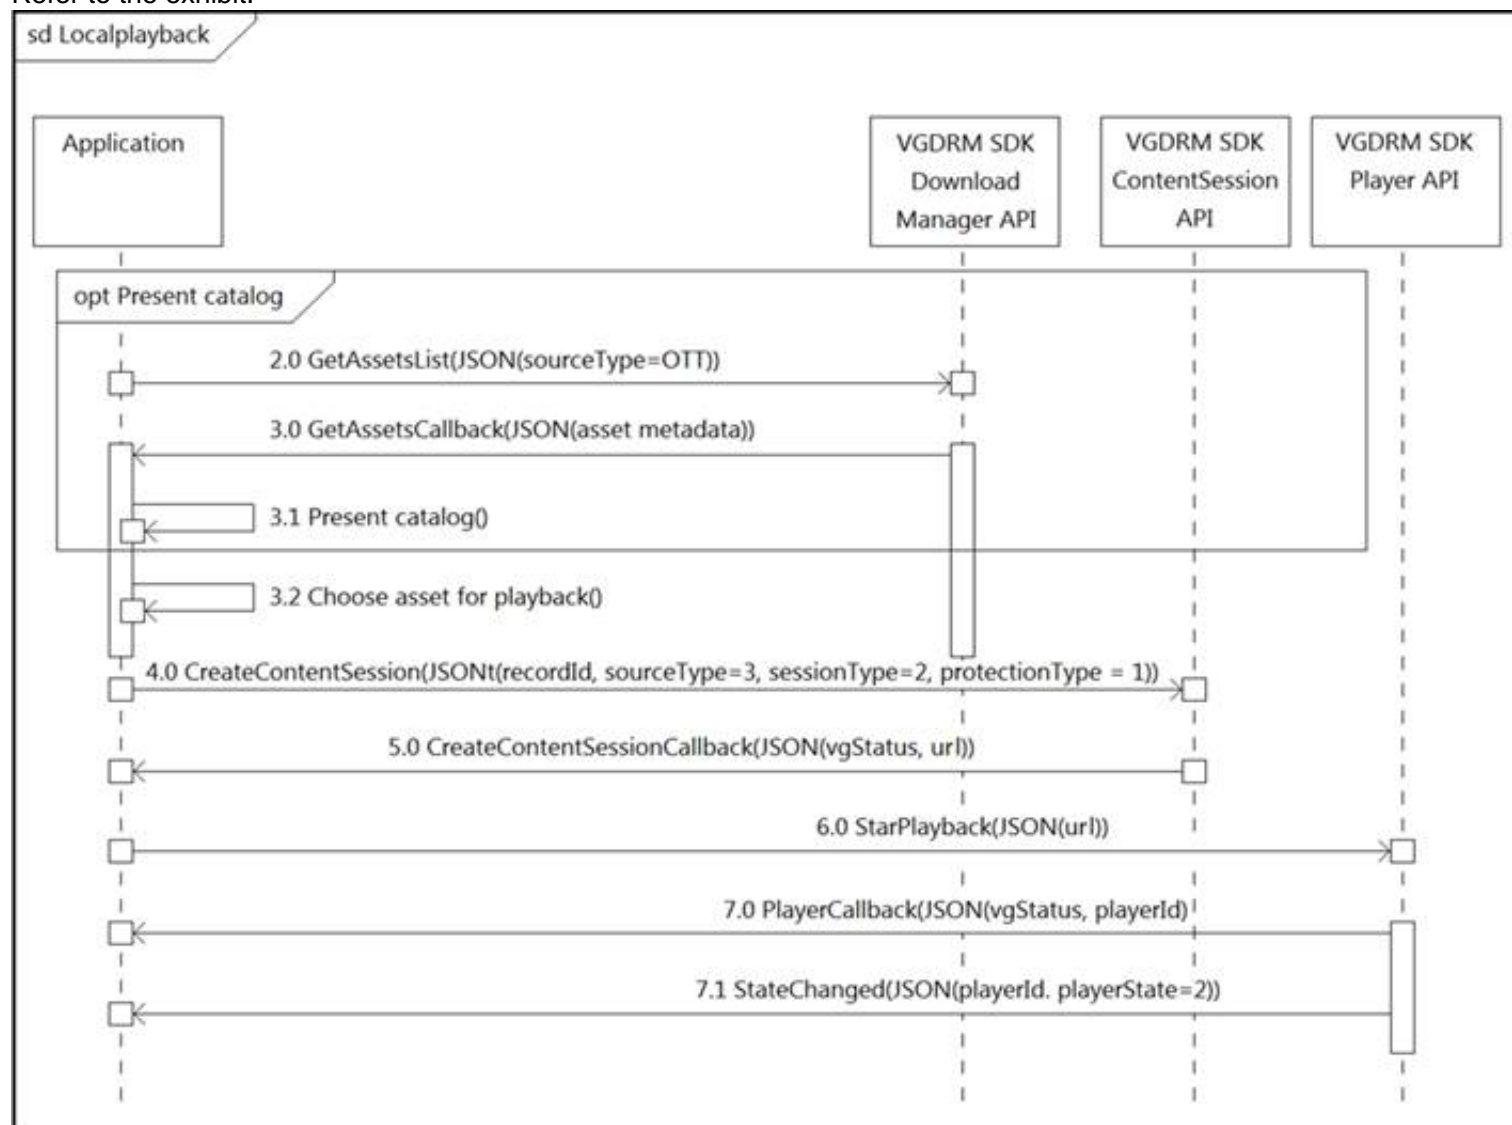 Refer to the exhibit.
sd Localplayback
Application
VGDRM SDK
Download
Manager API
VGDRM SDK
ContentSession
API
VGDRM SDK
Player API
opt Present catalog
2.0 GetAssetsList(JSON(sourceType=OTT))
3.0 GetAssetsCallback(JSON(asset metadata))
3.1 Present catalog()
3.2 Choose asset for playback()
4.0 CreateContentSession(JSONt(recordId, sourceType=3, sessionType=2, protectionType = 1))
5.0 CreateContentSessionCallback(JSON(vgStatus, url))
6.0 StarPlayback(JSON(url))
7.0 PlayerCallback(JSON(vgStatus, playerId)
7.1 StateChanged(JSON(playerId. playerState=2))